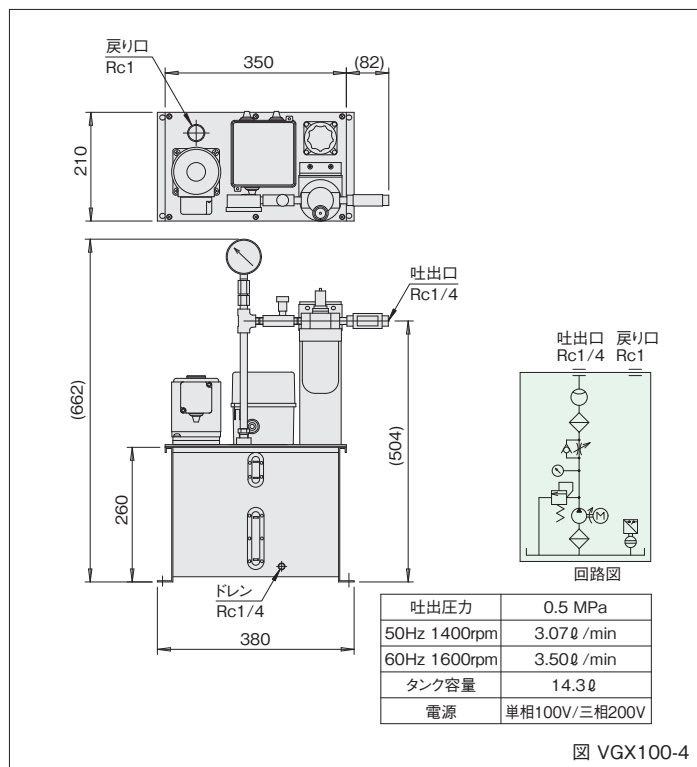 戻り口
Rc1
350
(82)
210
吐出口
Rc1/4
(662)
(504)
260
ドレン
Rc1/4
380
吐出口 戻り口
Rc1/4 Rc1
M
回路図
吐出圧力 0.5 MPa
50Hz 1400rpm 3.07ℓ/min
60Hz 1600rpm 3.50ℓ/min
タンク容量 14.3ℓ
電源 単相100V/三相200V
図 VGX100-4